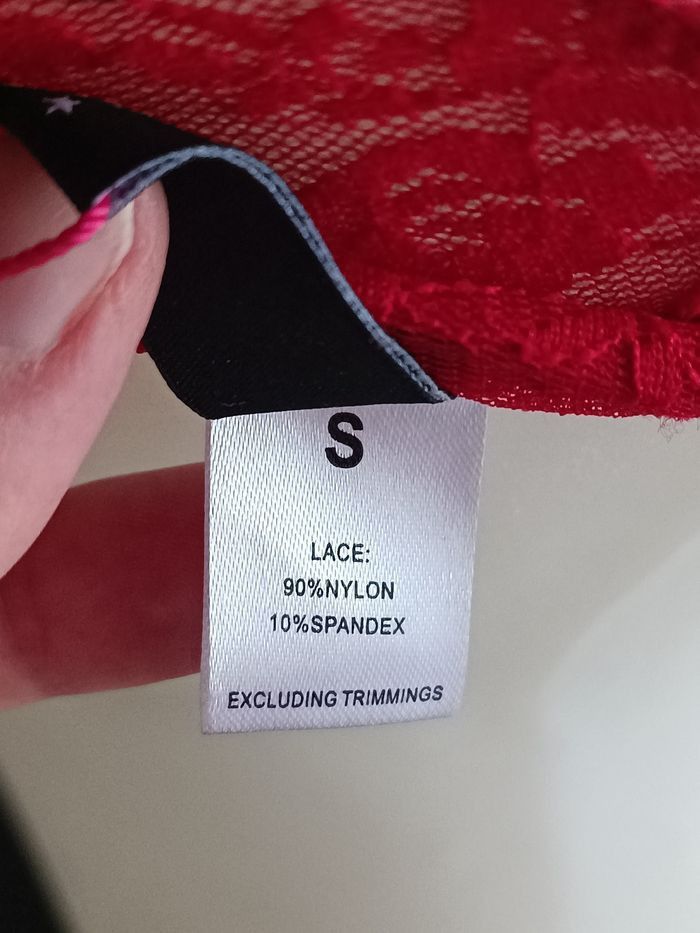 S
LACE:
90%NYLON
10%SPANDEX
EXCLUDING TRIMMINGS